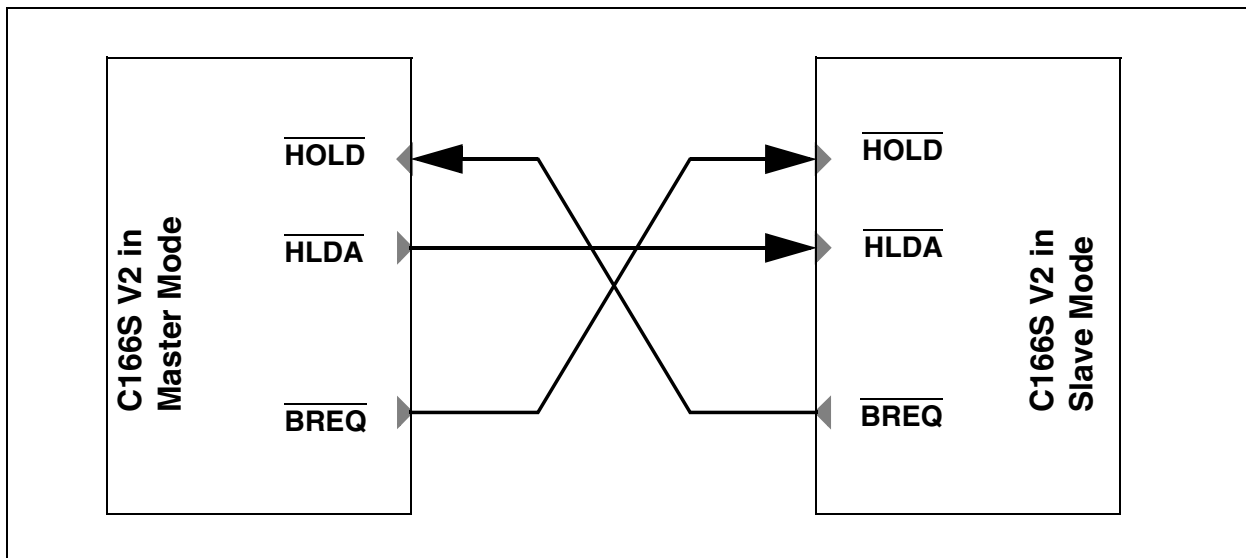 C166S V2 in
Master Mode
HOLD
HLDA
BREQ
HOLD
HLDA
BREQ
C166S V2 in
Slave Mode